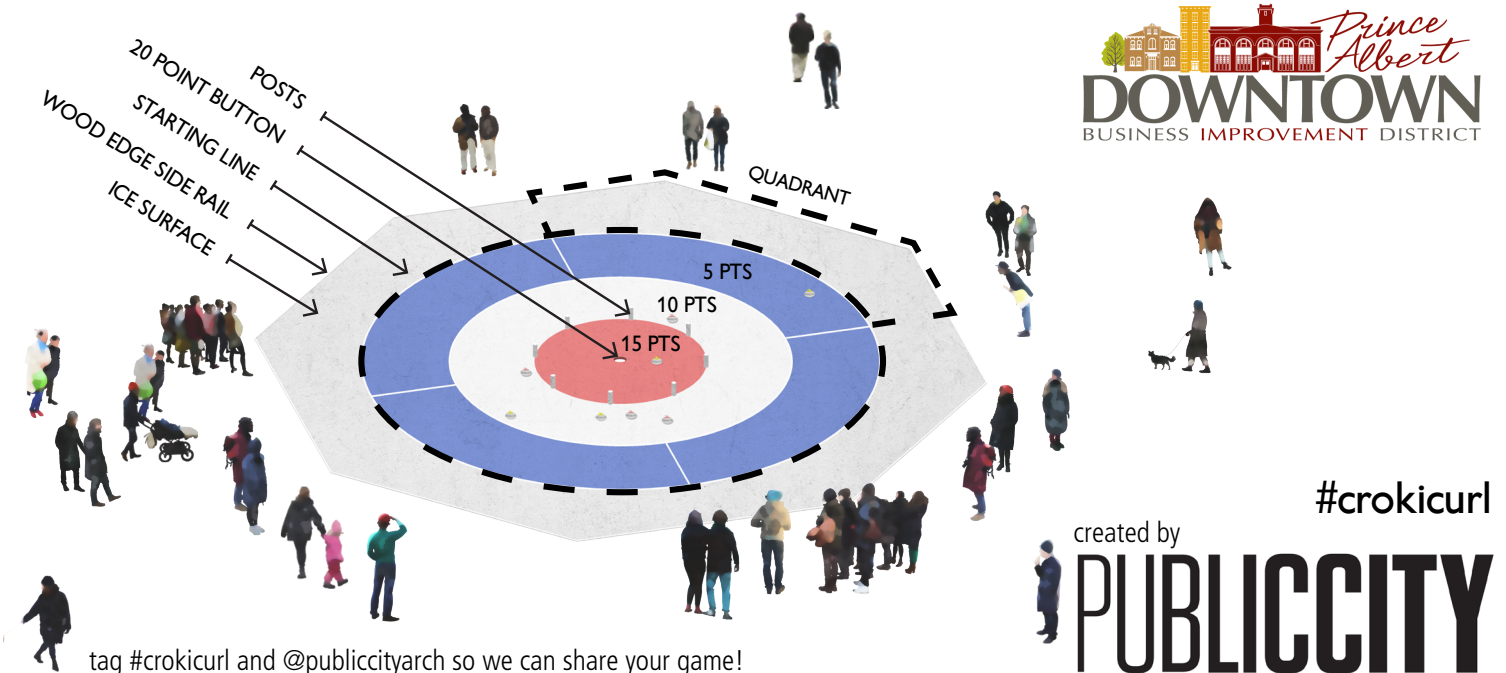 POSTS
20 POINT BUTTON
STARTING LINE
WOOD EDGE SIDE RAIL
ICE SURFACE
QUADRANT
5 PTS
10 PTS
15 PTS
Prince
Albert
DOWNTOWN
BUSINESS IMPROVEMENT DISTRICT
#crokicurl
created by
PUBLICCITY
tag #crokicurl and @publiccityarch so we can share your game!